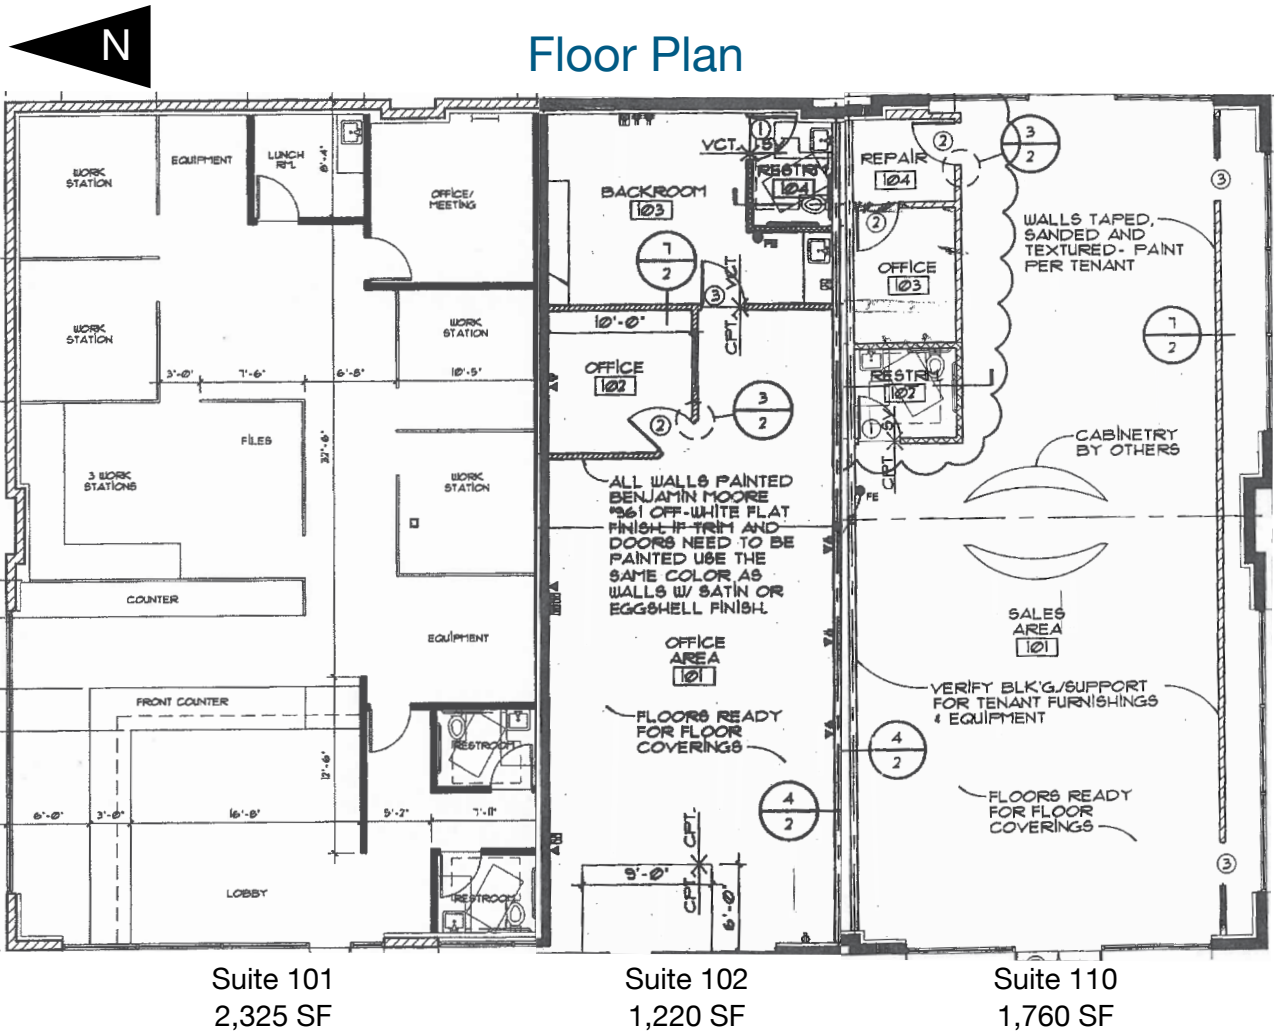 N
Floor Plan
WORK
STATION
EQUIPMENT
LUNCH
RM.
8'-4"
OFFICE/
MEETING
WORK
STATION
WORK
STATION
3'-0"
7'-6"
6'-8"
10'-5"
FILES
32'-6"
3 WORK
STATIONS
WORK
STATION
COUNTER
EQUIPMENT
FRONT COUNTER
RESTROOM
12'-6"
6'-0"
3'-0"
16'-8"
5'-2"
7'-11"
LOBBY
RESTROOM
Suite 101
2,325 SF
VCT
SV
1
RESTRM
104
BACKROOM
103
FE
1
2
VCT
3
CPT.
10'-0"
OFFICE
102
2
3
2
ALL WALLS PAINTED
BENJAMIN MOORE
"961 OFF-WHITE FLAT
FINISH. IF TRIM AND
DOORS NEED TO BE
PAINTED USE THE
SAME COLOR AS
WALLS W/ SATIN OR
EGGSHELL FINISH.
OFFICE
AREA
101
FLOORS READY
FOR FLOOR
COVERINGS
4
2
CPT.
9'-0"
CPT.
6'-0"
Suite 102
1,220 SF
2
3
2
REPAIR
104
2
3
WALLS TAPED,
SANDED AND
TEXTURED- PAINT
PER TENANT
OFFICE
103
1
2
RESTRM
102
1
SV
CPT
CABINETRY
BY OTHERS
FE
SALES
AREA
101
VERIFY BLK'G./SUPPORT
FOR TENANT FURNISHINGS
& EQUIPMENT
4
2
FLOORS READY
FOR FLOOR
COVERINGS
3
Suite 110
1,760 SF